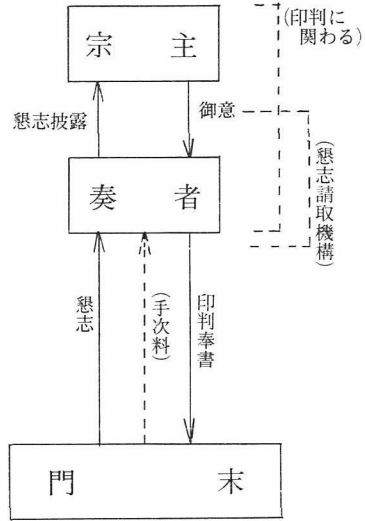 (印判に
関わる)
宗主
懇志披露
御意
(懇志請取機構)
奏者
懇志
(手次料)
印判奉書
門末